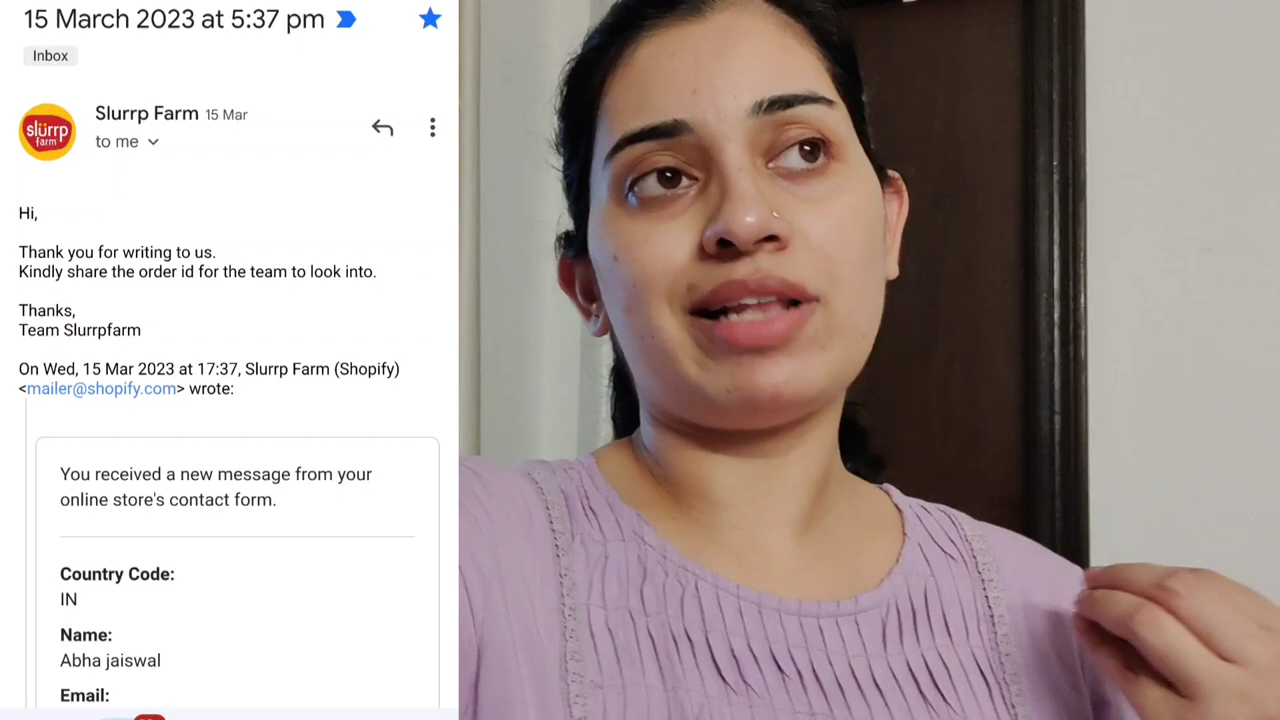 15 March 2023 at 5:37 pm
Inbox
slürrp
farm
Slurrp Farm 15 Mar
to me
Hi,
Thank you for writing to us.
Kindly share the order id for the team to look into.
Thanks,
Team Slurrpfarm
On Wed, 15 Mar 2023 at 17:37, Slurrp Farm (Shopify)
<mailer@shopify.com> wrote:
You received a new message from your
online store's contact form.
Country Code:
IN
Name:
Abha jaiswal
Email: